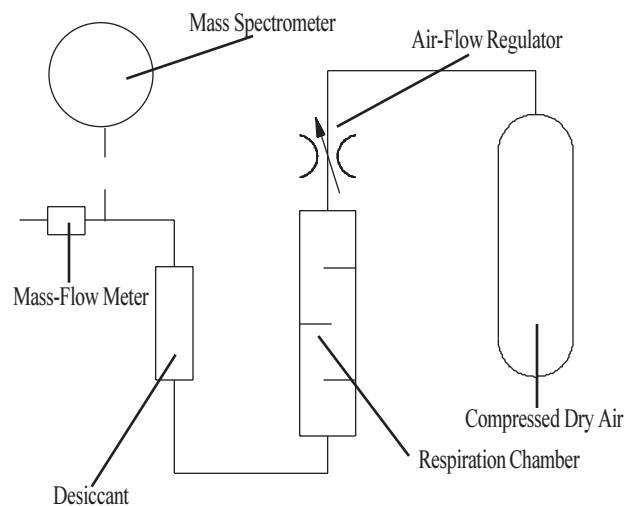 Mass Spectrometer
Air-Flow Regulator
Mass-Flow Meter
Compressed Dry Air
Respiration Chamber
Desiccant